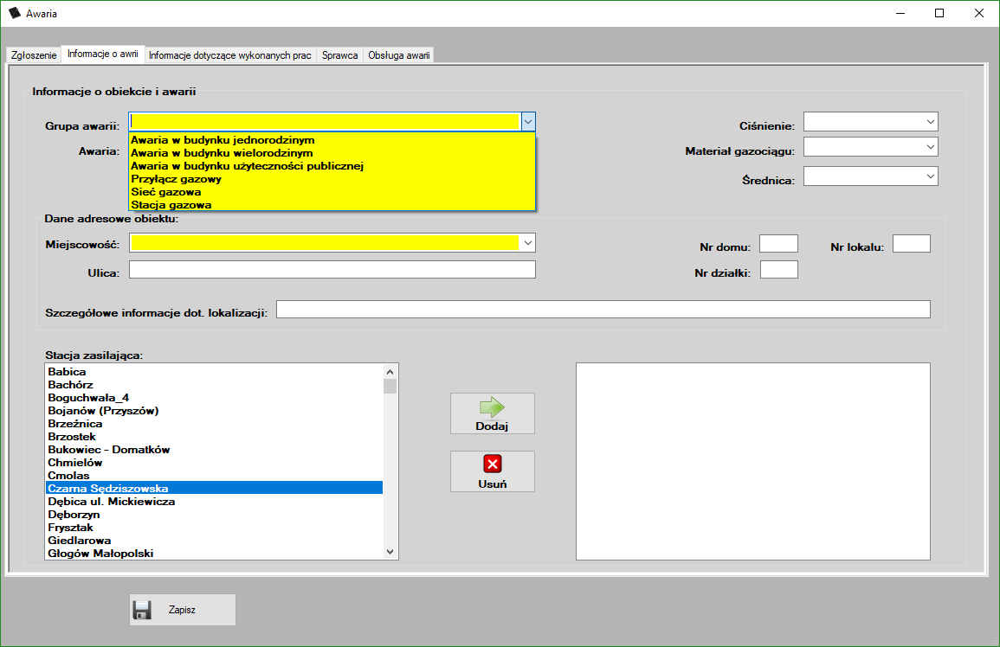 Awaria
Zgłoszenie
Informacje o awrii
Informacje dotyczące wykonanych prac
Sprawca
Obsługa awarii
Informacje o obiekcie i awarii
Grupa awarii:
Awaria:
Awaria w budynku jednorodzinym
Awaria w budynku wielorodzinym
Awaria w budynku użyteczności publicznej
Przyłącz gazowy
Sieć gazowa
Stacja gazowa
Ciśnienie:
Materiał gazociągu:
Średnica:
Dane adresowe obiektu:
Miejscowość:
Nr domu:
Nr lokalu:
Ulica:
Nr działki:
Szczegółowe informacje dot. lokalizacji:
Stacja zasilająca:
Babica
Bachórz
Boguchwała_4
Bojanów (Przyszów)
Brzeźnica
Brzostek
Bukowiec - Domatków
Chmielów
Cmolas
Czarna Sędziszowska
Dębica ul. Mickiewicza
Dęborzyn
Frysztak
Giedlarowa
Głogów Małopolski
Dodaj
Usuń
Zapisz